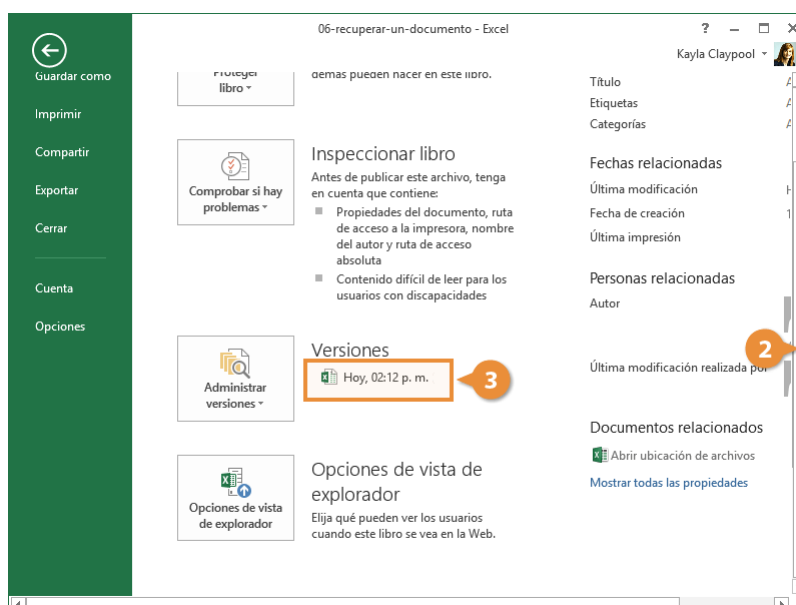 06-recuperar-un-documento - Excel
?
Kayla Claypool
Guardar como
Imprimir
Compartir
Exportar
Cerrar
Cuenta
Opciones
Proteger
libro
demás pueden hacer en este libro.
Comprobar si hay
problemas
Inspeccionar libro
Antes de publicar este archivo, tenga
en cuenta que contiene:
Propiedades del documento, ruta
de acceso a la impresora, nombre
del autor y ruta de acceso
absoluta
Contenido difícil de leer para los
usuarios con discapacidades
Administrar
versiones
Versiones
Hoy, 02:12 p. m.
3
Opciones de vista
de explorador
Opciones de vista de
explorador
Elija qué pueden ver los usuarios
cuando este libro se vea en la Web.
Título
Etiquetas
Categorías
Fechas relacionadas
Última modificación
Fecha de creación
1
Última impresión
Personas relacionadas
Autor
2
Última modificación realizada por
Documentos relacionados
Abrir ubicación de archivos
Mostrar todas las propiedades